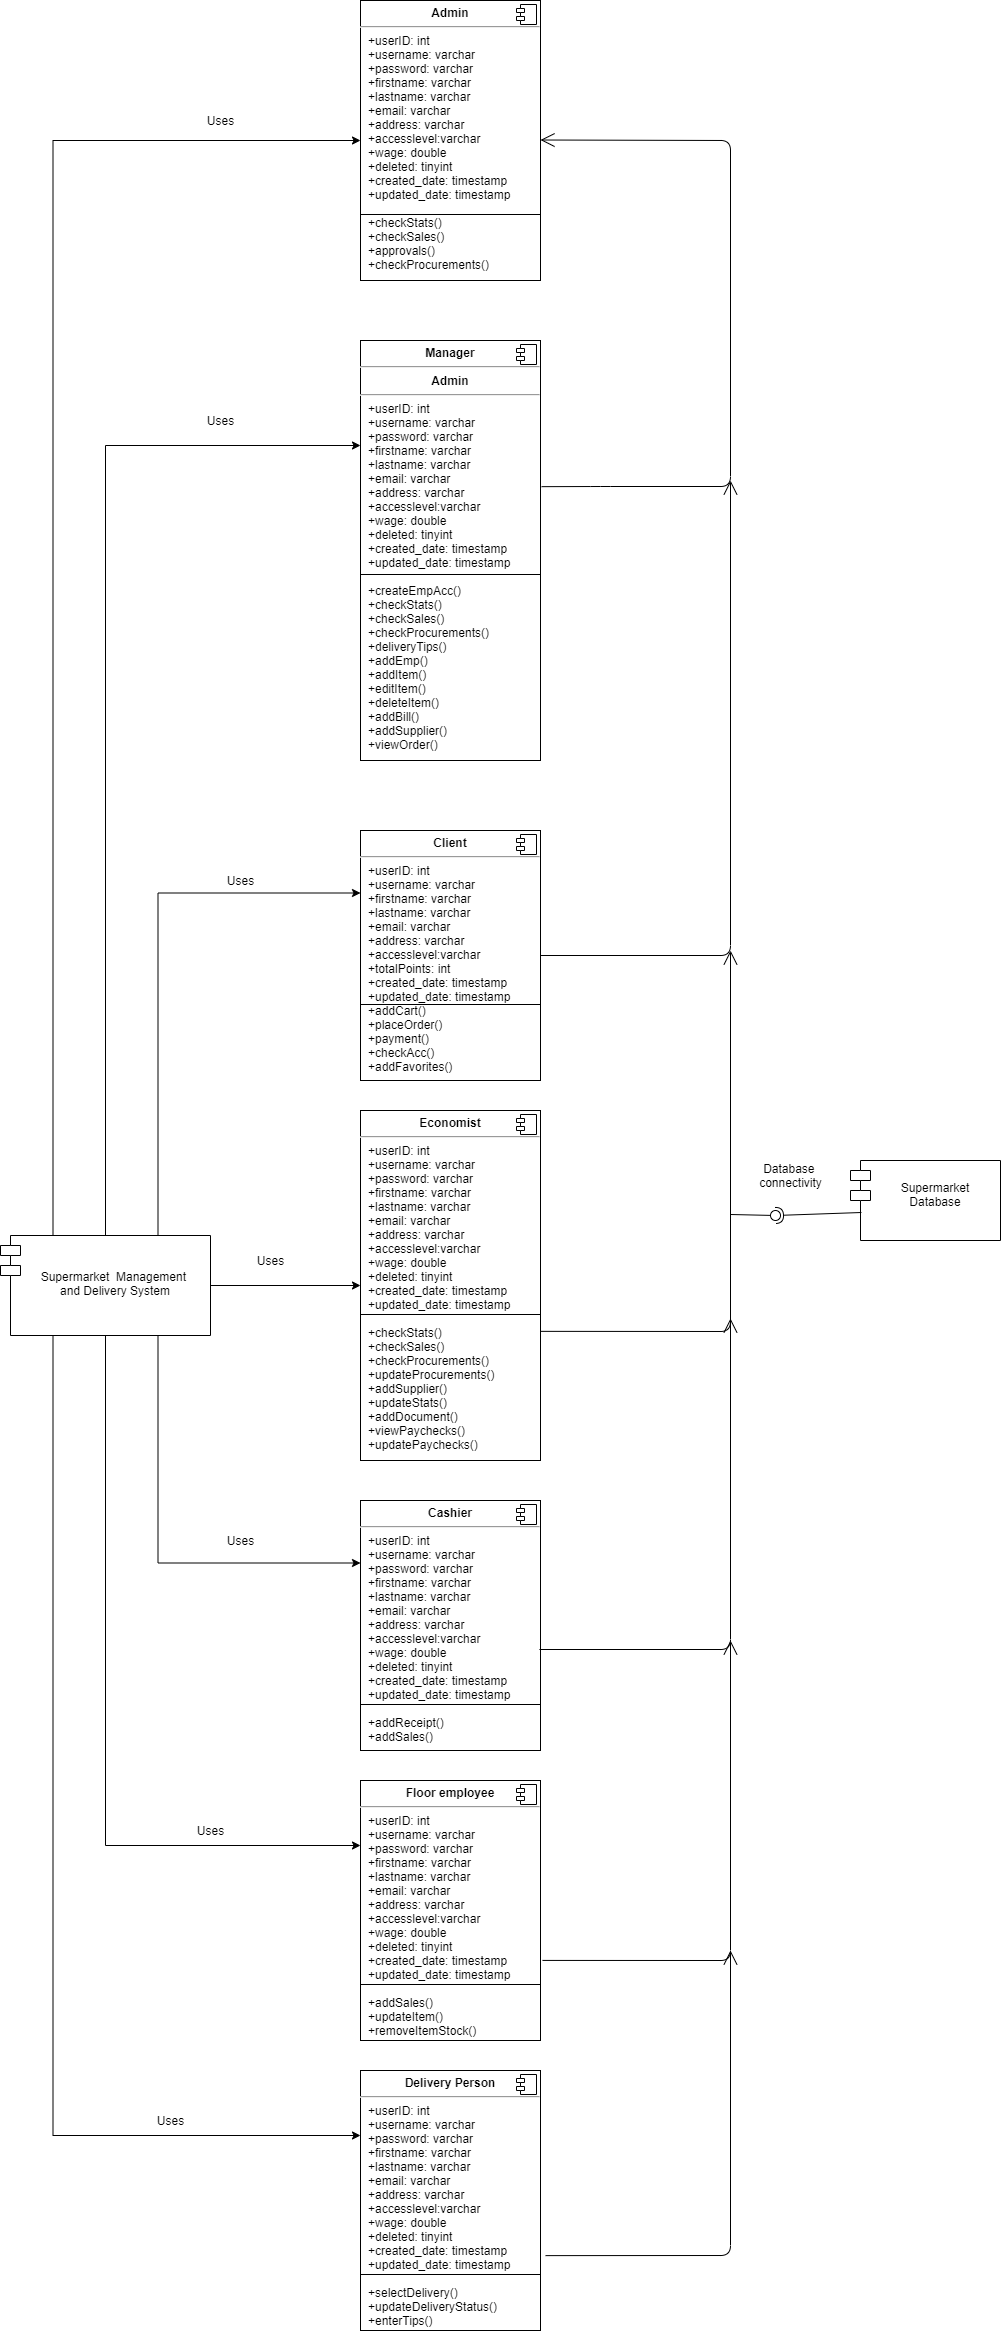 Admin
+userID: int
+username: varchar
+password: varchar
+firstname: varchar
+lastname: varchar
+email: varchar
+address: varchar
+accesslevel:varchar
+wage: double
+deleted: tinyint
+created_date: timestamp
+updated_date: timestamp
+checkStats()
+checkSales()
+approvals()
+checkProcurements()
Uses
Manager
Admin
+userID: int
+username: varchar
+password: varchar
+firstname: varchar
+lastname: varchar
+email: varchar
+address: varchar
+accesslevel:varchar
+wage: double
+deleted: tinyint
+created_date: timestamp
+updated_date: timestamp
+createEmpAcc()
+checkStats()
+checkSales()
+checkProcurements()
+deliveryTips()
+addEmp()
+addItem()
+editItem()
+deleteItem()
+addBill()
+addSupplier()
+viewOrder()
Uses
Client
+userID: int
+username: varchar
+firstname: varchar
+lastname: varchar
+email: varchar
+address: varchar
+accesslevel:varchar
+totalPoints: int
+created_date: timestamp
+updated_date: timestamp
+addCart()
+placeOrder()
+payment()
+checkAcc()
+addFavorites()
Uses
Economist
+userID: int
+username: varchar
+password: varchar
+firstname: varchar
+lastname: varchar
+email: varchar
+address: varchar
+accesslevel:varchar
+wage: double
+deleted: tinyint
+created_date: timestamp
+updated_date: timestamp
+checkStats()
+checkSales()
+checkProcurements()
+updateProcurements()
+addSupplier()
+updateStats()
+addDocument()
+viewPaychecks()
+updatePaychecks()
Uses
Supermarket Management
and Delivery System
Database
connectivity
Supermarket
Database
Cashier
+userID: int
+username: varchar
+password: varchar
+firstname: varchar
+lastname: varchar
+email: varchar
+address: varchar
+accesslevel:varchar
+wage: double
+deleted: tinyint
+created_date: timestamp
+updated_date: timestamp
+addReceipt()
+addSales()
Uses
Floor employee
+userID: int
+username: varchar
+password: varchar
+firstname: varchar
+lastname: varchar
+email: varchar
+address: varchar
+accesslevel:varchar
+wage: double
+deleted: tinyint
+created_date: timestamp
+updated_date: timestamp
+addSales()
+updateItem()
+removeItemStock()
Uses
Delivery Person
+userID: int
+username: varchar
+password: varchar
+firstname: varchar
+lastname: varchar
+email: varchar
+address: varchar
+accesslevel:varchar
+wage: double
+deleted: tinyint
+created_date: timestamp
+updated_date: timestamp
+selectDelivery()
+updateDeliveryStatus()
+enterTips()
Uses